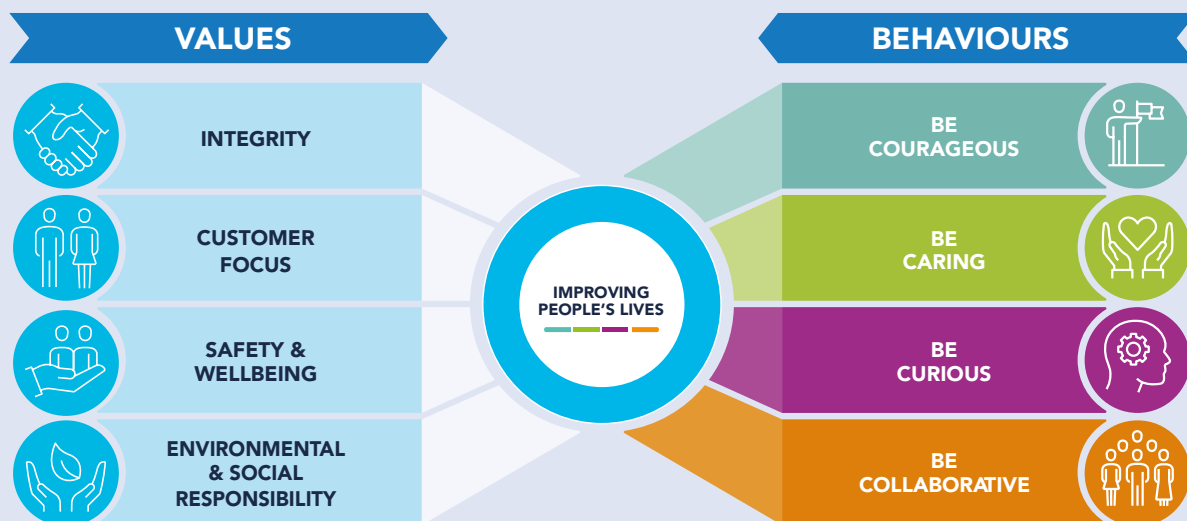 VALUES
INTEGRITY
CUSTOMER
FOCUS
SAFETY &
WELLBEING
ENVIRONMENTAL
& SOCIAL
RESPONSIBILITY
IMPROVING
PEOPLE'S LIVES
BEHAVIOURS
BE
COURAGEOUS
BE
CARING
BE
CURIOUS
BE
COLLABORATIVE